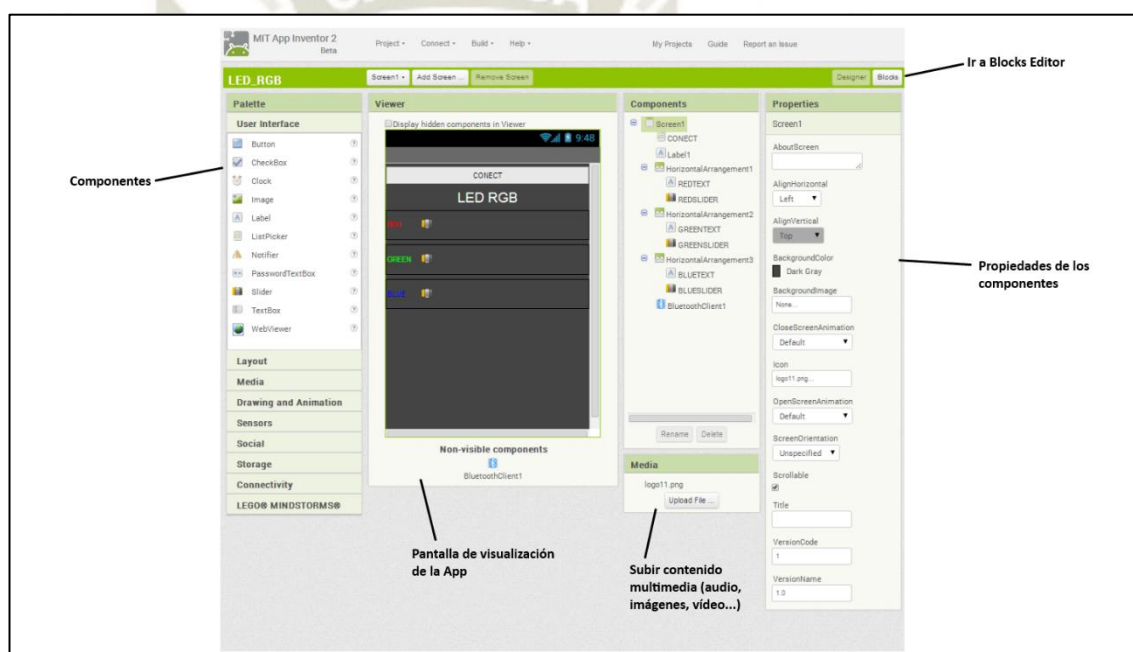 MIT App Inventor 2
Beta
Project
Connect
Build
Help
My Projects
Guide
Report an Issue
Ir a Blocks Editor
LED_RGB
Screen1
Add Screen ...
Remove Screen
Designer
Blocks
Palette
User Interface
Button
CheckBox
Clock
Image
Label
ListPicker
Notifier
PasswordTextBox
Slider
TextBox
WebViewer
Layout
Media
Drawing and Animation
Sensors
Social
Storage
Connectivity
LEGO® MINDSTORMS®
Componentes
Viewer
Display hidden components in Viewer
9:48
CONECT
LED RGB
GREEN
Non-visible components
BluetoothClient1
Pantalla de visualización
de la App
Components
Screen1
CONECT
Label1
HorizontalArrangement1
REDTEXT
REDSLIDER
HorizontalArrangement2
GREENTEXT
GREENSLIDER
HorizontalArrangement3
BLUETEXT
BLUESLIDER
BluetoothClient1
Rename
Delete
Media
logo11.png
Upload File ...
Subir contenido
multimedia (audio,
imágenes, vídeo...)
Properties
Screen1
AboutScreen
AlignHorizontal
Left
AlignVertical
Top
BackgroundColor
Dark Gray
BackgroundImage
None...
CloseScreenAnimation
Default
Icon
logo11.png...
OpenScreenAnimation
Default
ScreenOrientation
Unspecified
Scrollable
Title
VersionCode
1
VersionName
1.0
Propiedades de los
componentes